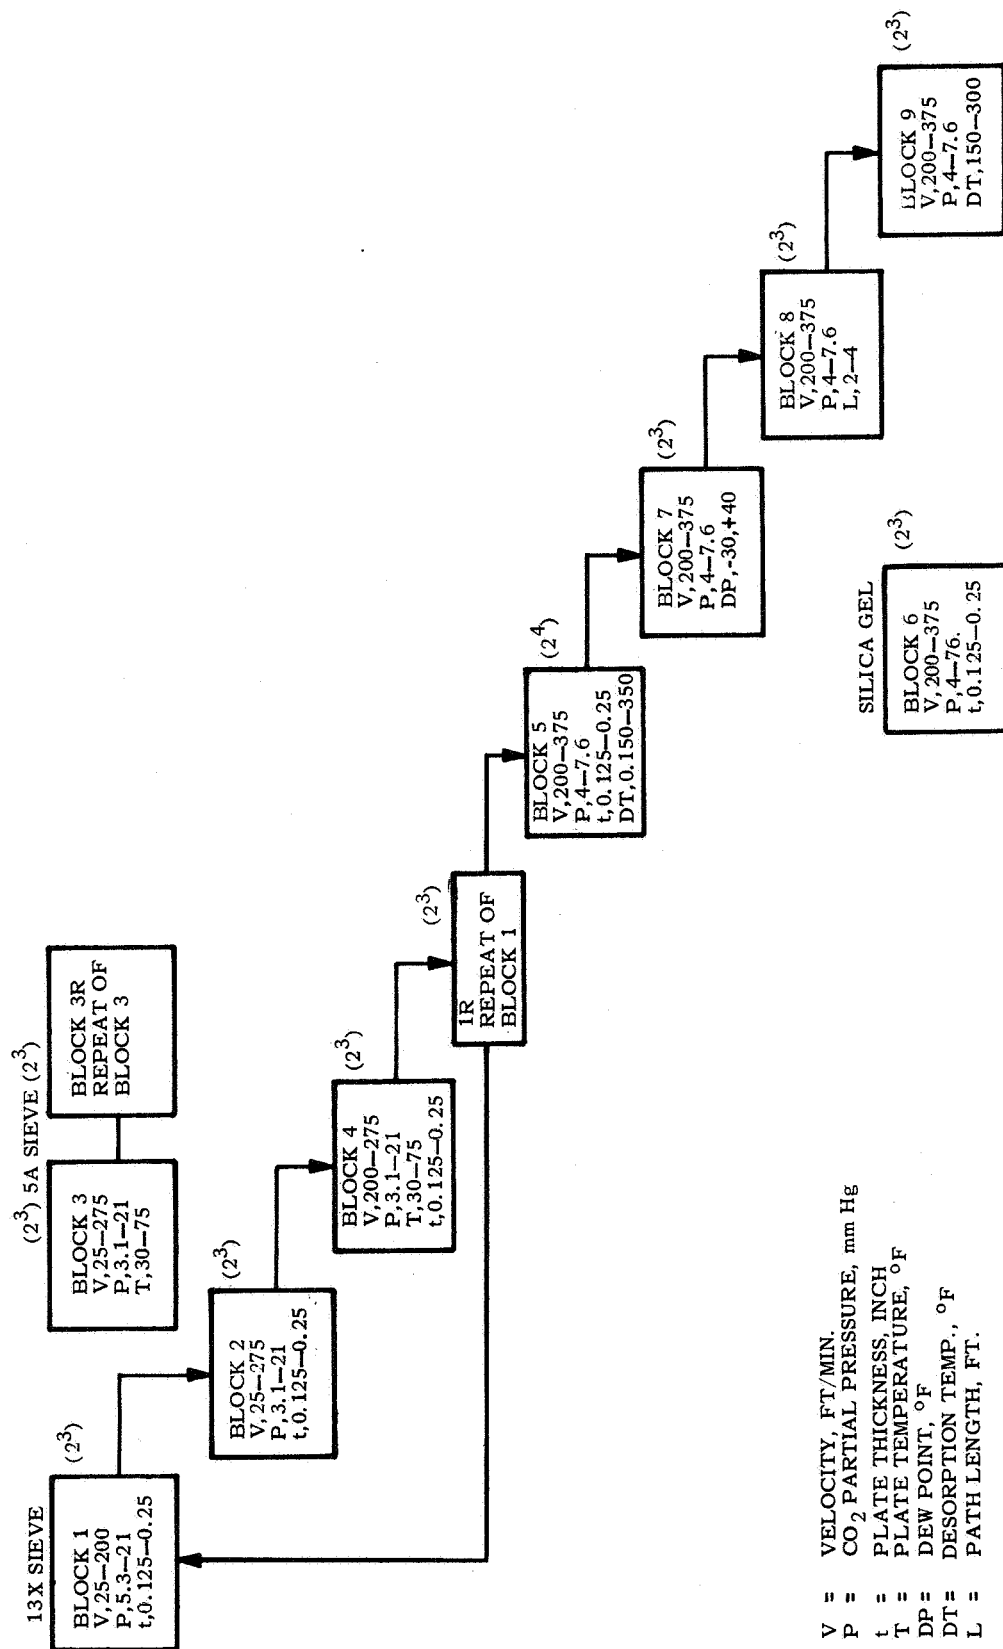 13X SIEVE
(2³)
BLOCK 1
V,25—200
P,5.3—21
t,0.125—0.25
(2³)
BLOCK 2
V,25—275
P,3.1—21
t,0.125—0.25
(2³) 5A SIEVE (2³)
BLOCK 3
V,25—275
P,3.1—21
T,30—75
BLOCK 3R
REPEAT OF
BLOCK 3
(2³)
BLOCK 4
V,200—275
P,3.1—21
T,30—75
t,0.125—0.25
(2³)
1R
REPEAT OF
BLOCK 1
(2⁴)
BLOCK 5
V,200—375
P,4—7.6
t,0.125—0.25
DT,0.150—350
(2³)
BLOCK 7
V,200—375
P,4—7.6
DP,-30,+40
(2³)
BLOCK 8
V,200—375
P,4—7.6
L,2—4
(2³)
BLOCK 9
V,200—375
P,4—7.6
DT,150—300
SILICA GEL
(2³)
BLOCK 6
V,200—375
P,4—76.
t,0.125—0.25
V = VELOCITY, FT/MIN.
P = CO₂ PARTIAL PRESSURE, mm Hg
t = PLATE THICKNESS, INCH
T = PLATE TEMPERATURE, °F
DP = DEW POINT, °F
DT = DESORPTION TEMP., °F
L = PATH LENGTH, FT.